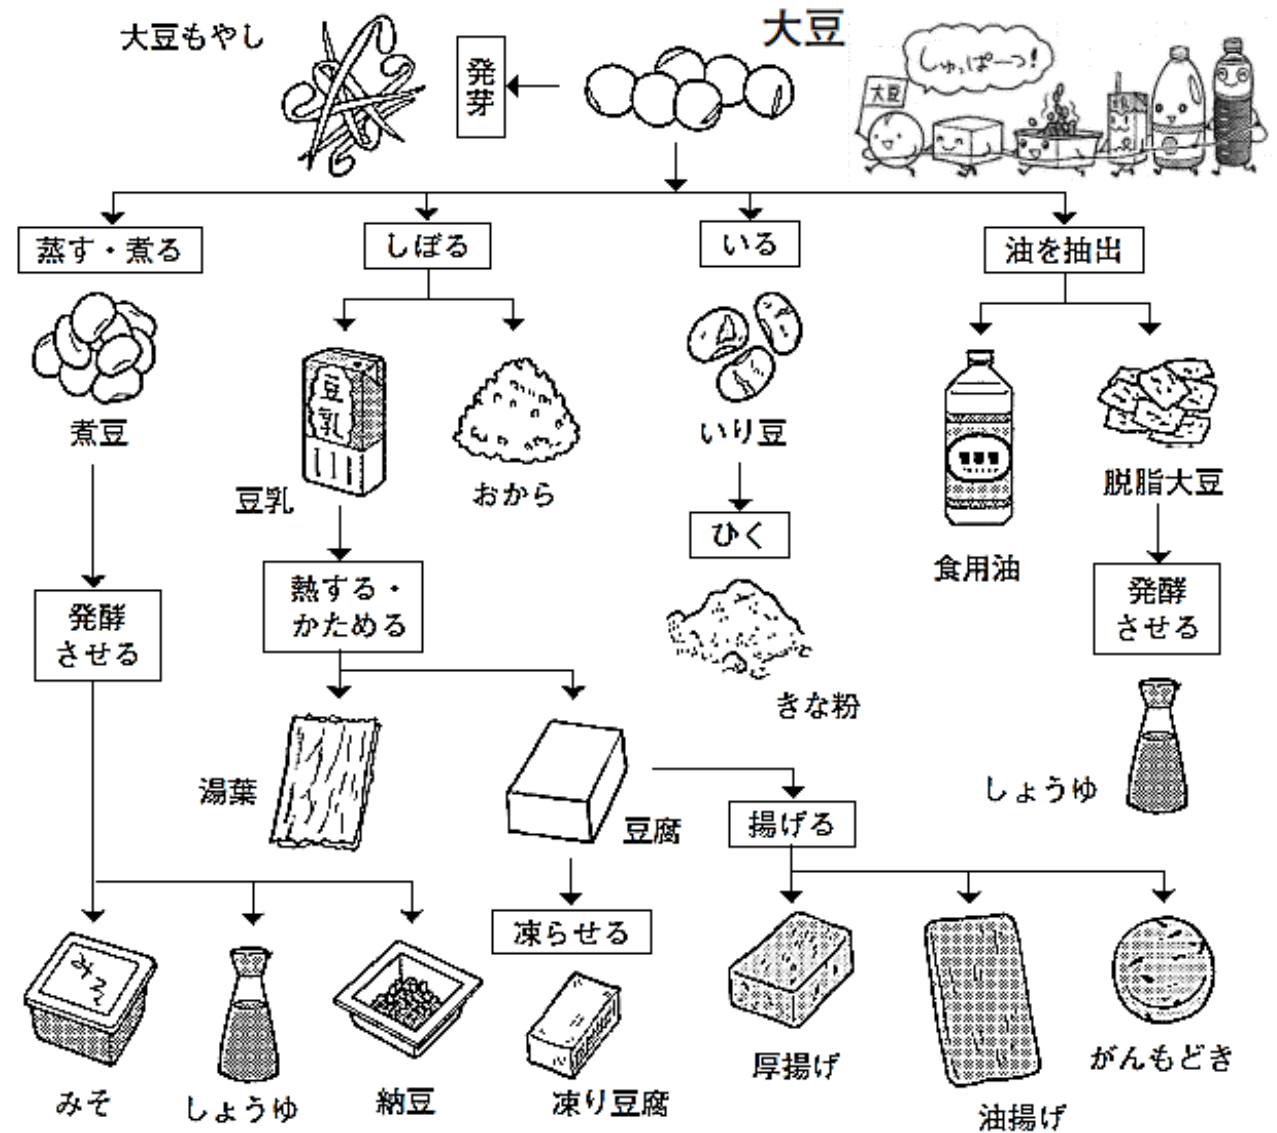 大豆もやし
発芽
大豆
しゅっぱーつ!
大豆
蒸す・煮る
しぼる
いる
油を抽出
煮豆
豆乳
豆乳
おから
いり豆
ひく
きな粉
食用油
脱脂大豆
発酵
させる
熱する・
かためる
発酵
させる
湯葉
豆腐
揚げる
しょうゆ
凍らせる
みそ
みそ
しょうゆ
納豆
凍り豆腐
厚揚げ
油揚げ
がんもどき